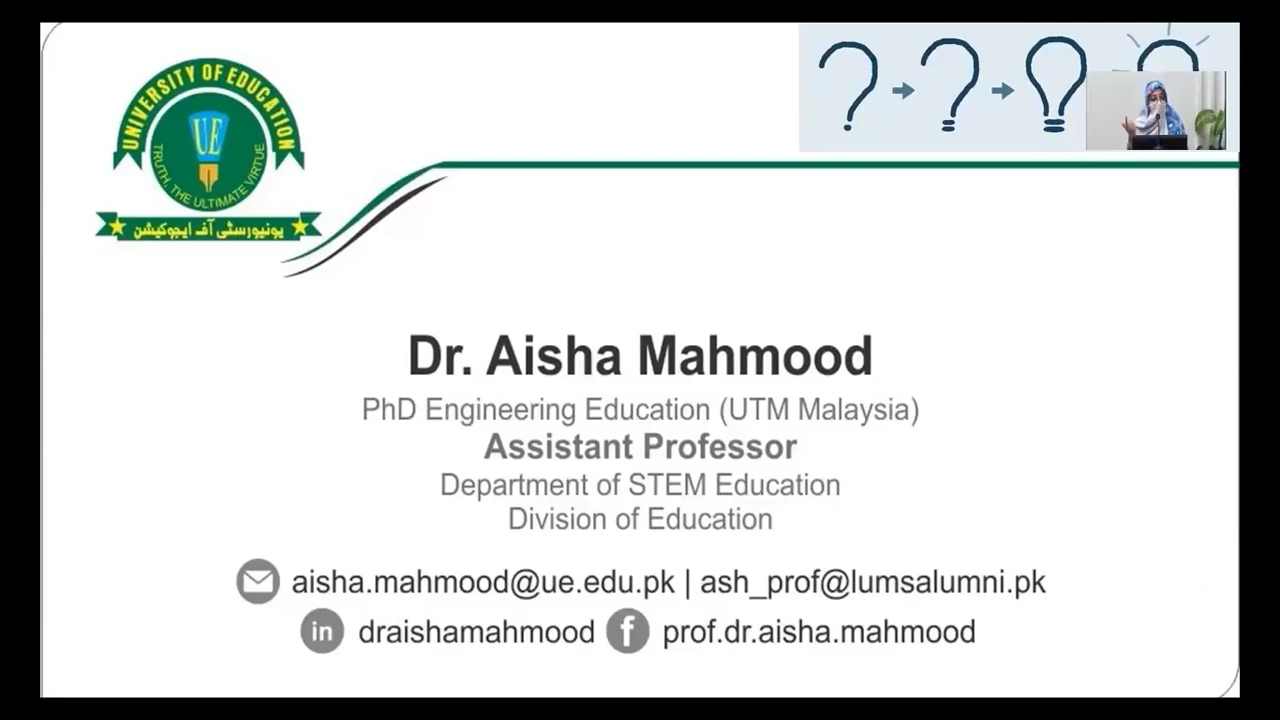 UNIVERSITY OF EDUCATION
UE
TRUTH, THE ULTIMATE VIRTUE
یونیورسٹی آف ایجوکیشن
Dr. Aisha Mahmood
PhD Engineering Education (UTM Malaysia)
Assistant Professor
Department of STEM Education
Division of Education
aisha.mahmood@ue.edu.pk | ash_prof@lumsalumni.pk
in draishamahmood f prof.dr.aisha.mahmood